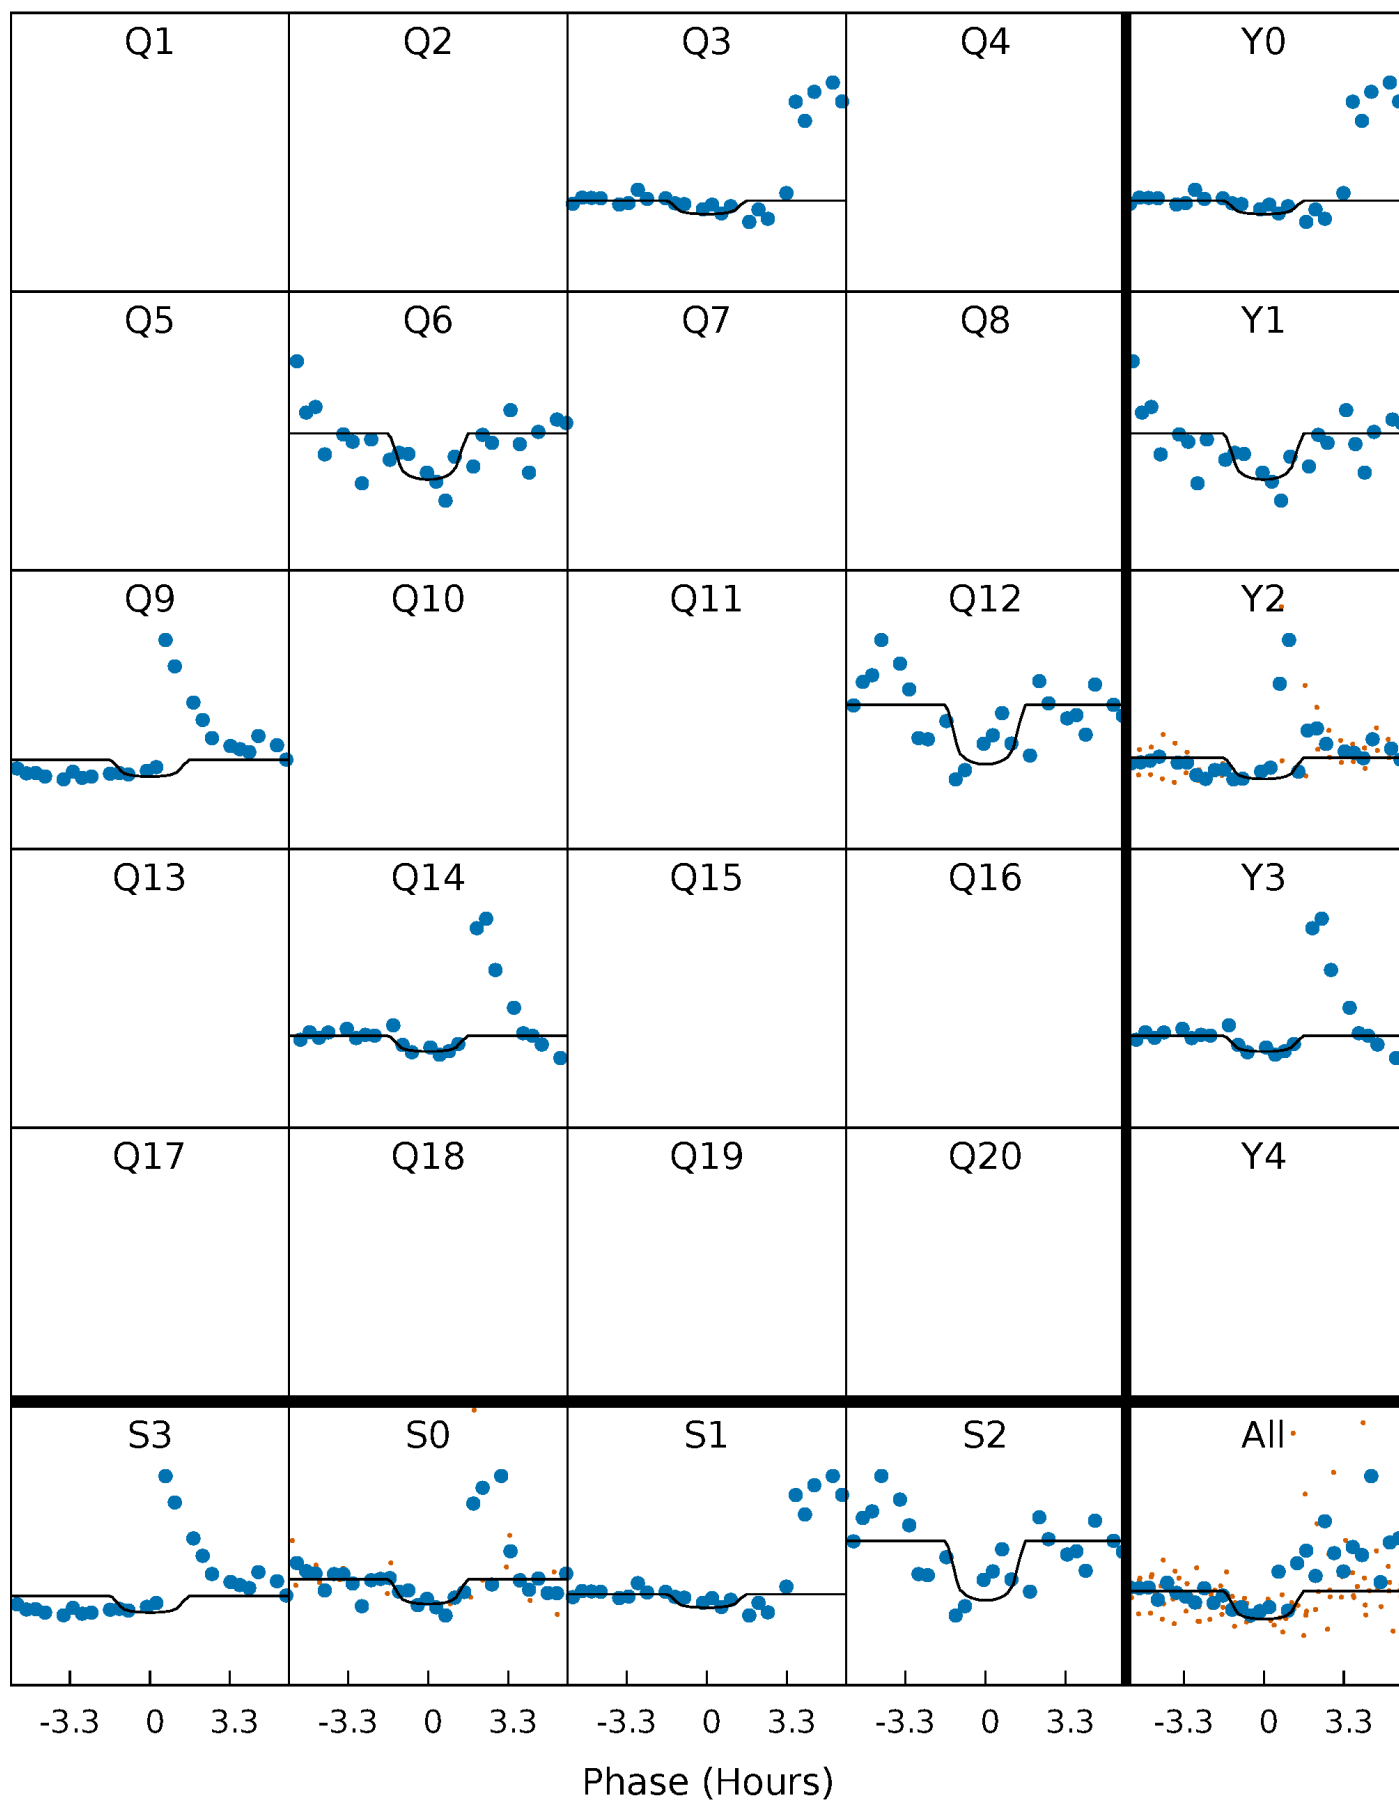 Q1 Q2 Q3 Q4 Y0
Q5 Q6 Q7 Q8 Y1
Q9 Q10 Q11 Q12 Y2
Q13 Q14 Q15 Q16 Y3
Q17 Q18 Q19 Q20 Y4
S3 S0 S1 S2 All
-3.3 0 3.3 -3.3 0 3.3 -3.3 0 3.3 -3.3 0 3.3 -3.3 0 3.3
Phase (Hours)